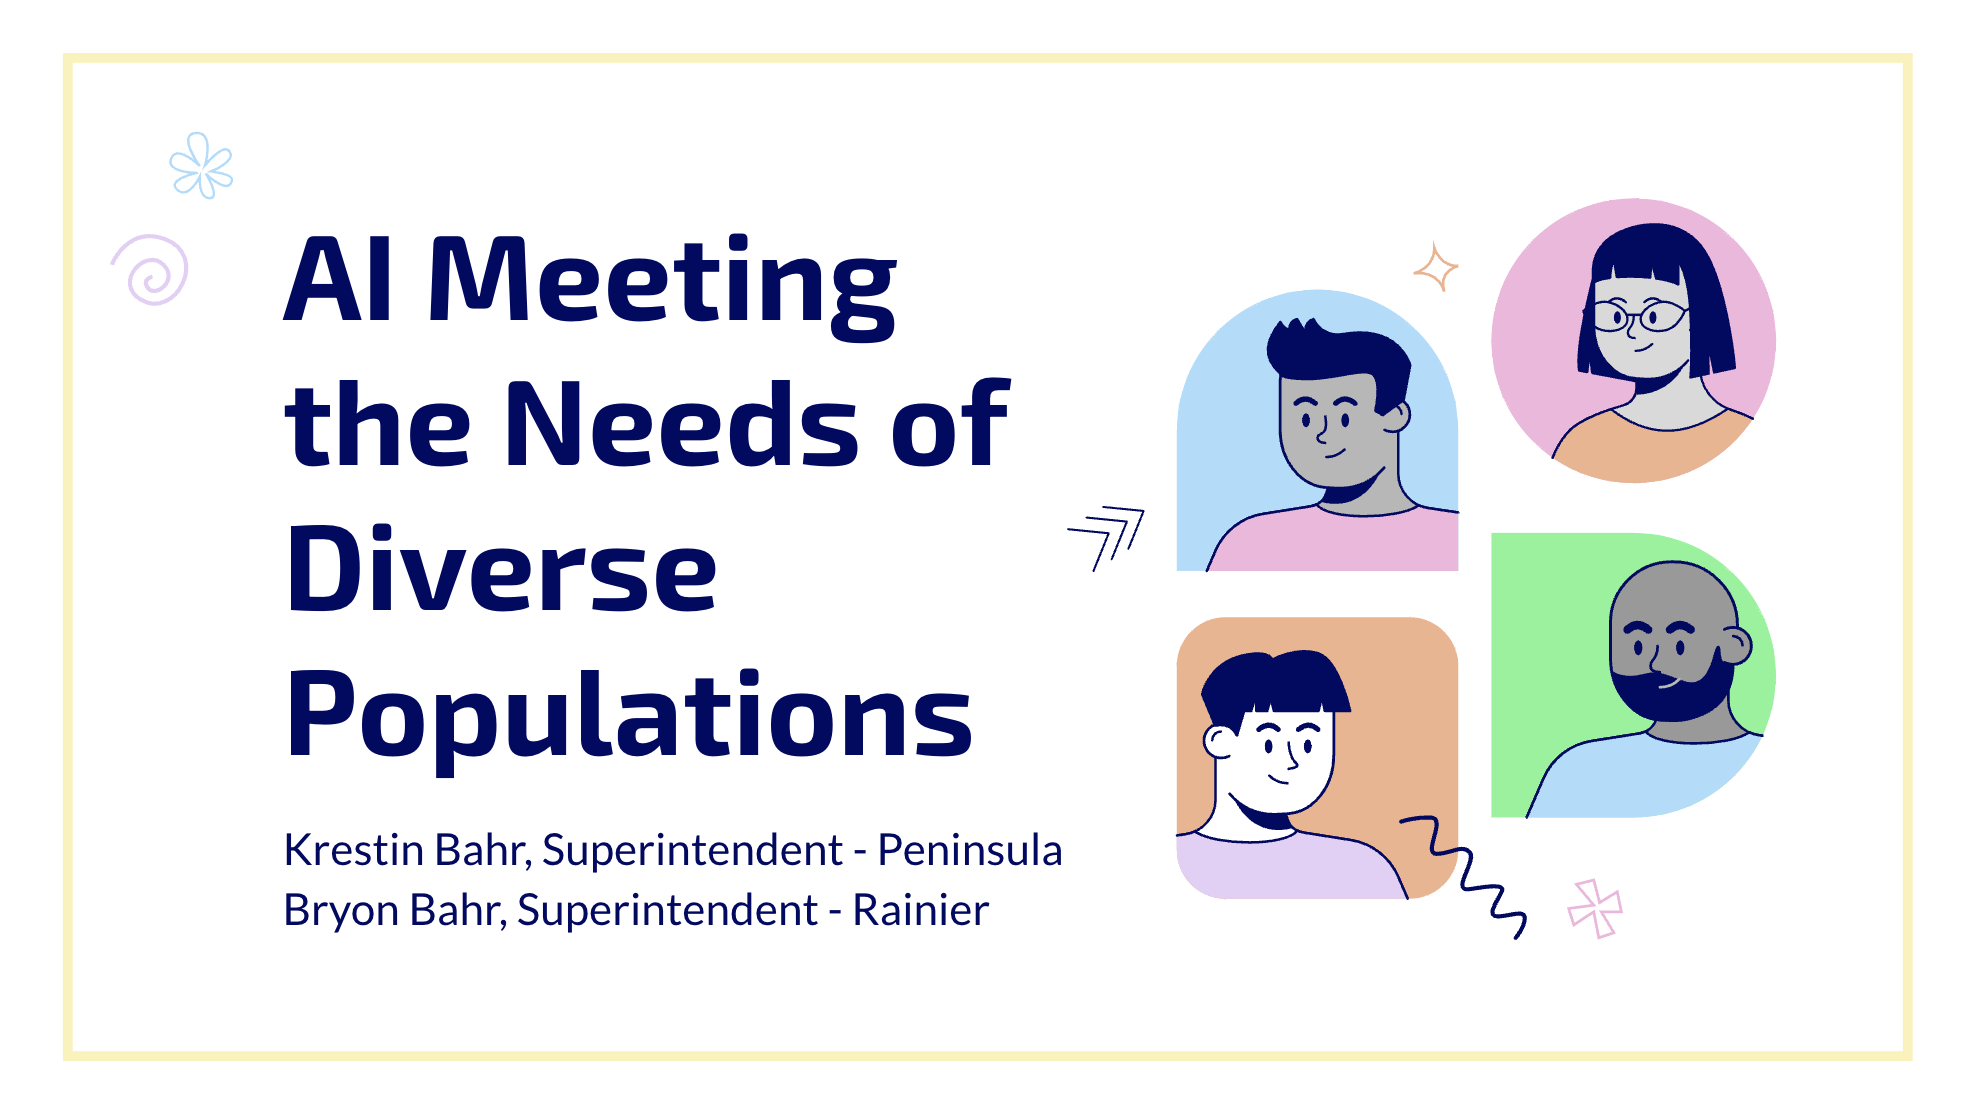 AI Meeting
the Needs of
Diverse
Populations
Krestin Bahr, Superintendent - Peninsula
Bryon Bahr, Superintendent - Rainier